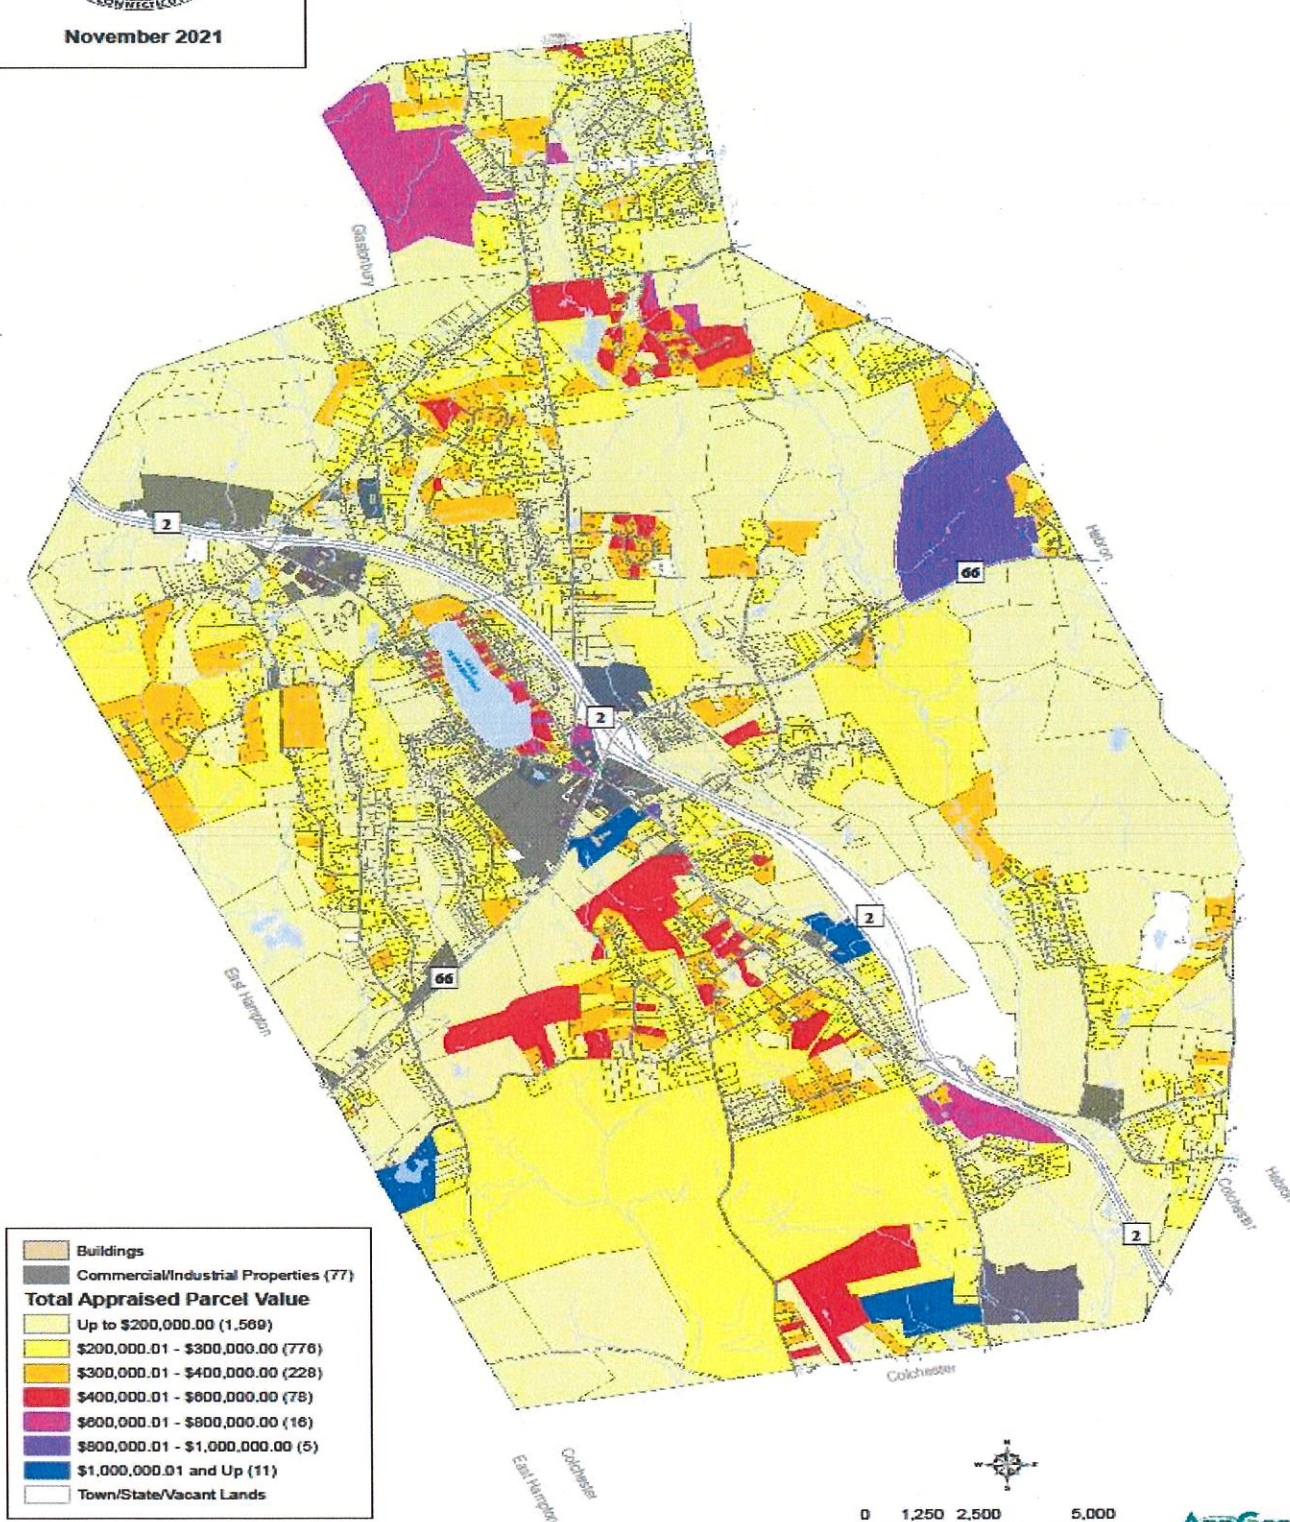 CONNECTICUT
November 2021
Glastonbury
2
Hebron
66
2
2
66
East Hampton
2
Hebron
Colchester
Colchester
Colchester
East Hampton
Buildings
Commercial/Industrial Properties (77)
Total Appraised Parcel Value
Up to $200,000.00 (1,569)
$200,000.01 - $300,000.00 (776)
$300,000.01 - $400,000.00 (228)
$400,000.01 - $600,000.00 (78)
$600,000.01 - $800,000.00 (16)
$800,000.01 - $1,000,000.00 (5)
$1,000,000.01 and Up (11)
Town/State/Vacant Lands
N
W E
S
0 1,250 2,500 5,000